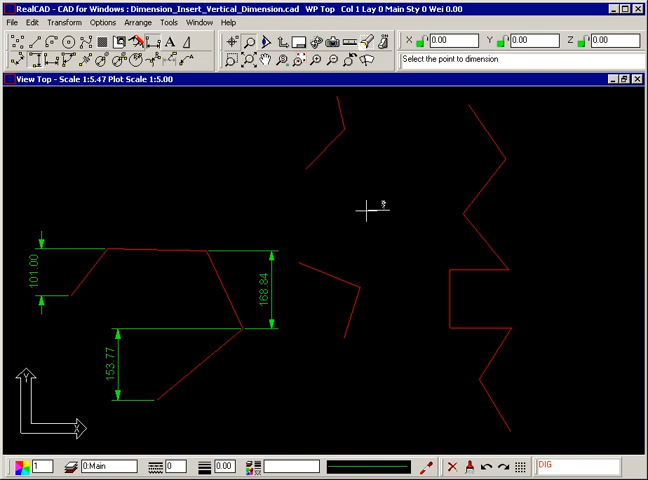 RealCAD - CAD for Windows : Dimension_Insert_Vertical_Dimension.cad WP Top Col 1 Lay 0 Main Sty 0 Wei 0.00
File Edit Transform Options Arrange Tools Window Help
X 0.00 Y 0.00 Z 0.00
Select the point to dimension
View Top - Scale 1:5.47 Plot Scale 1:5.00
101.00
168.84
153.77
Y
X
1 0:Main 0 0.00 DIG